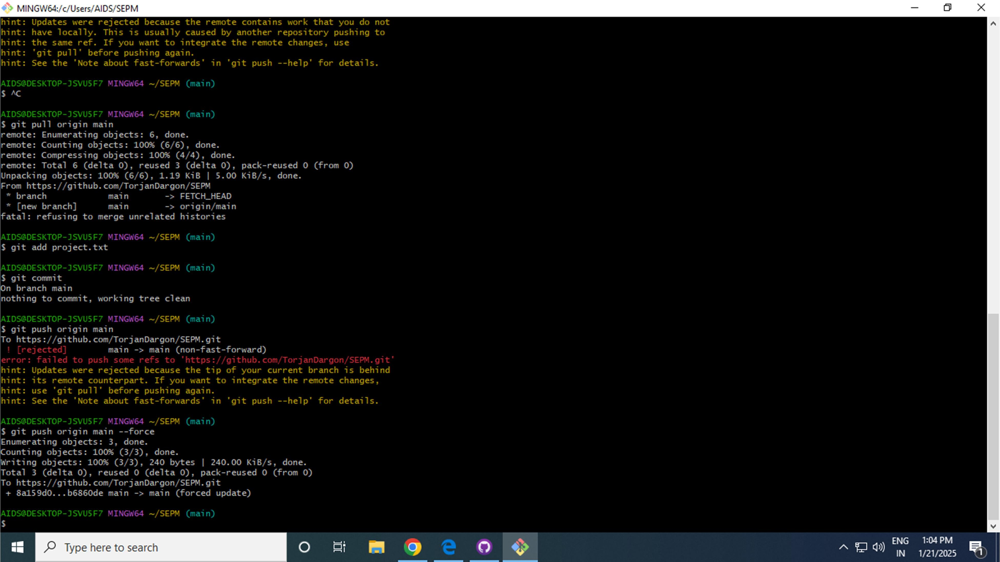 MINGW64:/c/Users/AIDS/SEPM
hint: Updates were rejected because the remote contains work that you do not
hint: have locally. This is usually caused by another repository pushing to
hint: the same ref. If you want to integrate the remote changes, use
hint: 'git pull' before pushing again.
hint: See the 'Note about fast-forwards' in 'git push --help' for details.
AIDS@DESKTOP-JSVU5F7 MINGW64 ~/SEPM (main)
$ ^C
AIDS@DESKTOP-JSVU5F7 MINGW64 ~/SEPM (main)
$ git pull origin main
remote: Enumerating objects: 6, done.
remote: Counting objects: 100% (6/6), done.
remote: Compressing objects: 100% (4/4), done.
remote: Total 6 (delta 0), reused 3 (delta 0), pack-reused 0 (from 0)
Unpacking objects: 100% (6/6), 1.19 KiB | 5.00 KiB/s, done.
From https://github.com/TorjanDargon/SEPM
 * branch            main       -> FETCH_HEAD
 * [new branch]      main       -> origin/main
fatal: refusing to merge unrelated histories
AIDS@DESKTOP-JSVU5F7 MINGW64 ~/SEPM (main)
$ git add project.txt
AIDS@DESKTOP-JSVU5F7 MINGW64 ~/SEPM (main)
$ git commit
On branch main
nothing to commit, working tree clean
AIDS@DESKTOP-JSVU5F7 MINGW64 ~/SEPM (main)
$ git push origin main
To https://github.com/TorjanDargon/SEPM.git
 ! [rejected]        main -> main (non-fast-forward)
error: failed to push some refs to 'https://github.com/TorjanDargon/SEPM.git'
hint: Updates were rejected because the tip of your current branch is behind
hint: its remote counterpart. If you want to integrate the remote changes,
hint: use 'git pull' before pushing again.
hint: See the 'Note about fast-forwards' in 'git push --help' for details.
AIDS@DESKTOP-JSVU5F7 MINGW64 ~/SEPM (main)
$ git push origin main --force
Enumerating objects: 3, done.
Counting objects: 100% (3/3), done.
Writing objects: 100% (3/3), 240 bytes | 240.00 KiB/s, done.
Total 3 (delta 0), reused 0 (delta 0), pack-reused 0 (from 0)
To https://github.com/TorjanDargon/SEPM.git
 + 8a159d0...b6860de main -> main (forced update)
AIDS@DESKTOP-JSVU5F7 MINGW64 ~/SEPM (main)
$
Type here to search
ENG
IN
1:04 PM
1/21/2025
1